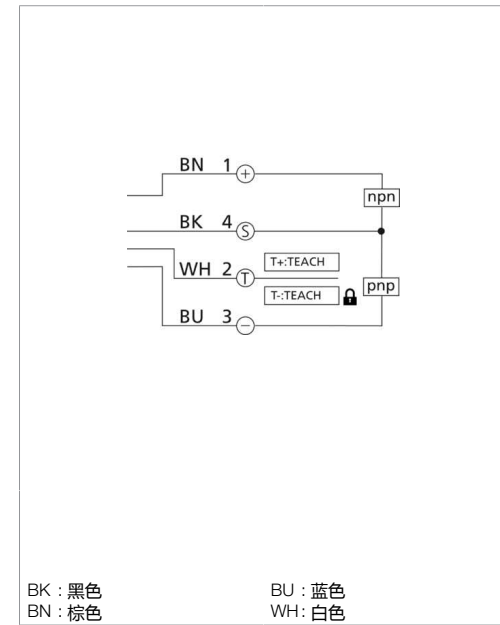 BN 1 +
npn
BK 4 S
T+:TEACH
WH 2 T
T-:TEACH
pnp
BU 3 −
BK : 黑色
BU : 蓝色
BN : 棕色
WH : 白色